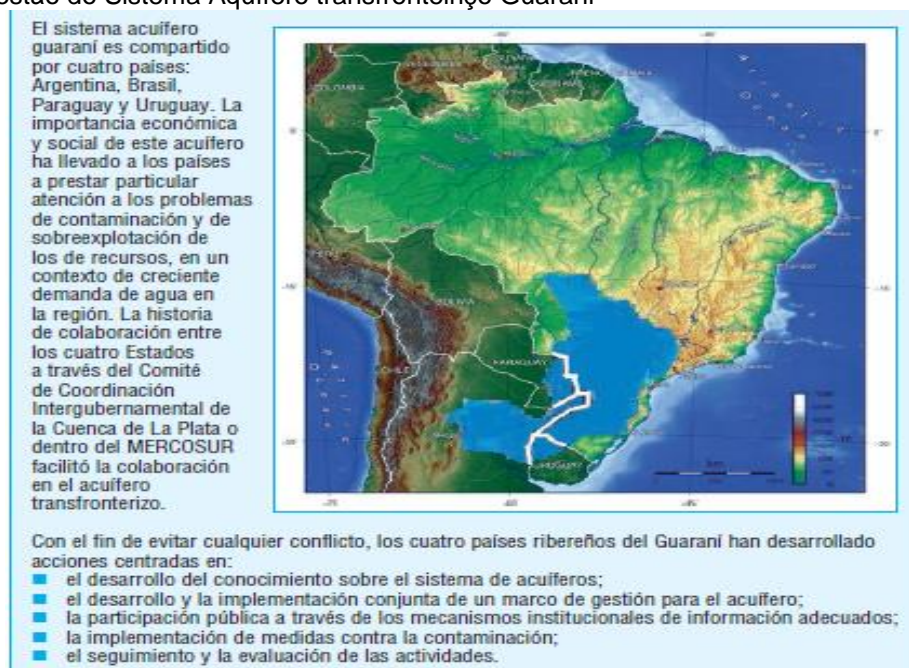 estão do Sistema Aquífero transfronteirıço Guarani
El sistema acuífero
guaraní es compartido
por cuatro países:
Argentina, Brasil,
Paraguay y Uruguay. La
importancia económica
y social de este acuífero
ha llevado a los países
a prestar particular
atención a los problemas
de contaminación y de
sobreexplotación de
los de recursos, en un
contexto de creciente
demanda de agua en
la región. La historia
de colaboración entre
los cuatro Estados
a través del Comité
de Coordinación
Intergubernamental de
la Cuenca de La Plata o
dentro del MERCOSUR
facilitó la colaboración
en el acuífero
transfronterizo.
COLOMBIA
BOLIVIA
PARAGUAY
CHILE
URUGUAY
Con el fin de evitar cualquier conflicto, los cuatro países ribereños del Guaraní han desarrollado
acciones centradas en:
el desarrollo del conocimiento sobre el sistema de acuíferos;
el desarrollo y la implementación conjunta de un marco de gestión para el acuífero;
la participación pública a través de los mecanismos institucionales de información adecuados;
la implementación de medidas contra la contaminación;
el seguimiento y la evaluación de las actividades.